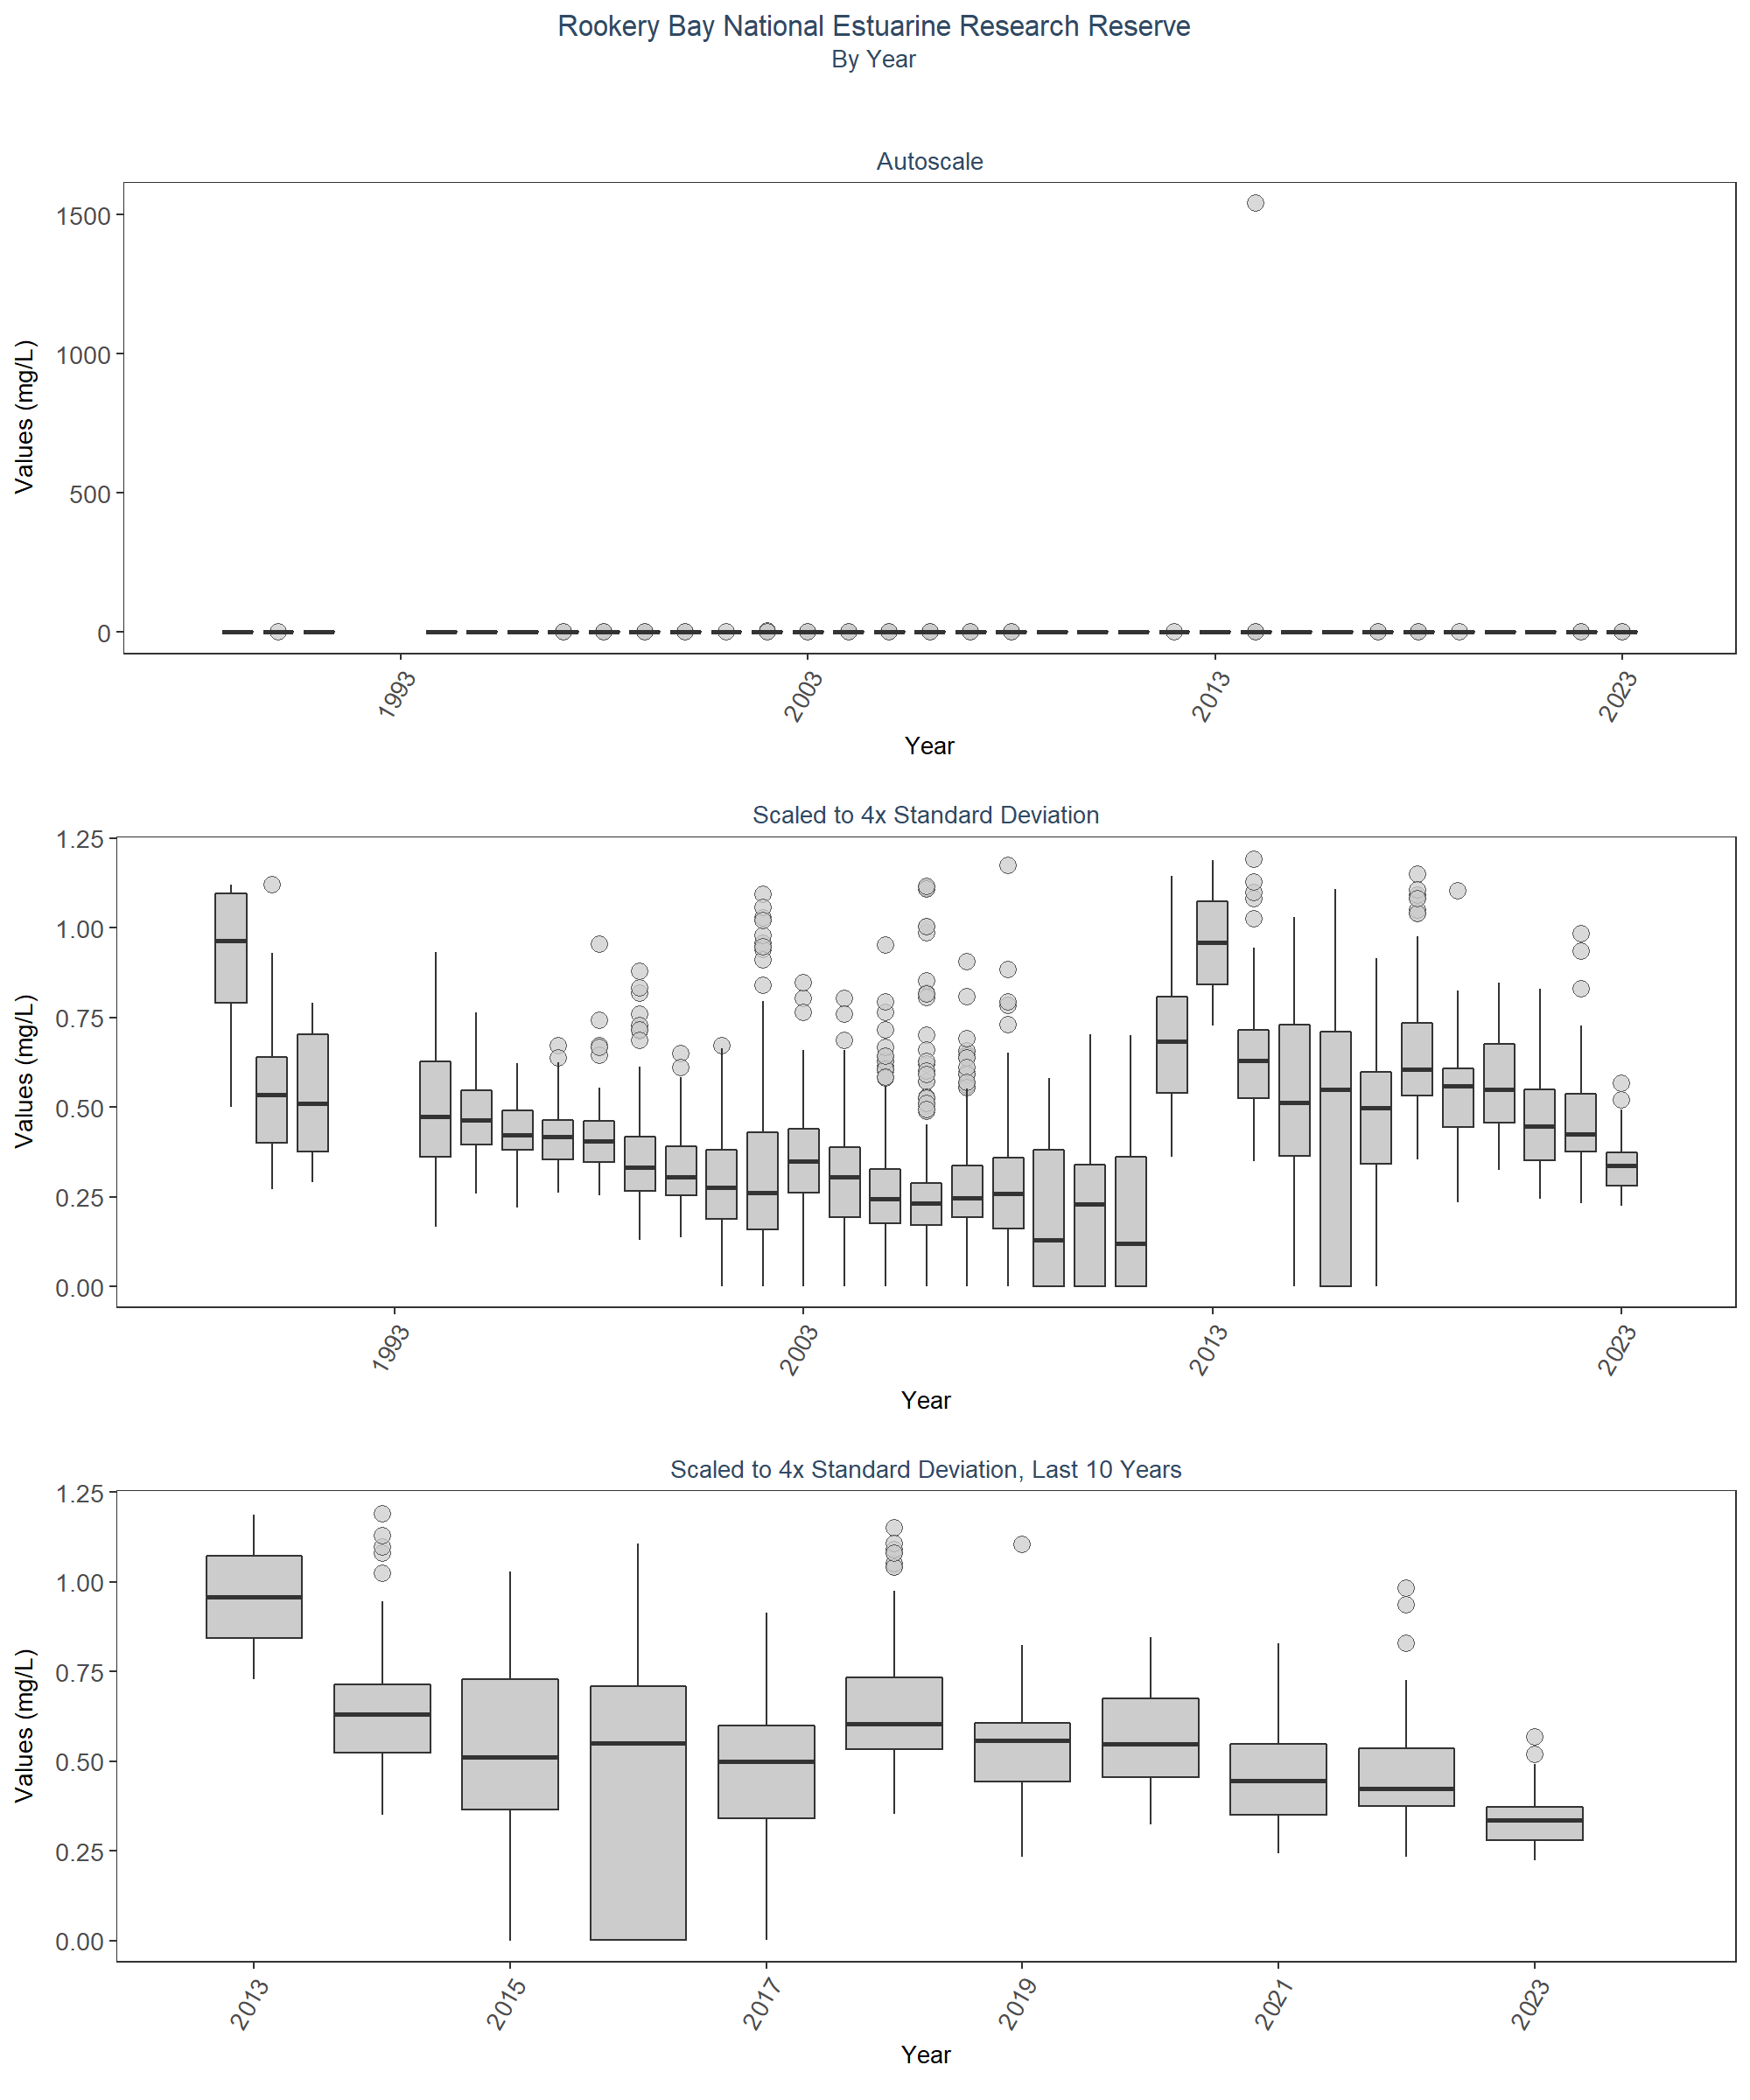 Rookery Bay National Estuarine Research Reserve
By Year
Autoscale
Values (mg/L)
1500
1000
500
0
1993
2003
2013
2023
Year
Scaled to 4x Standard Deviation
Values (mg/L)
1.25
1.00
0.75
0.50
0.25
0.00
1993
2003
2013
2023
Year
Scaled to 4x Standard Deviation, Last 10 Years
Values (mg/L)
1.25
1.00
0.75
0.50
0.25
0.00
2013
2015
2017
2019
2021
2023
Year